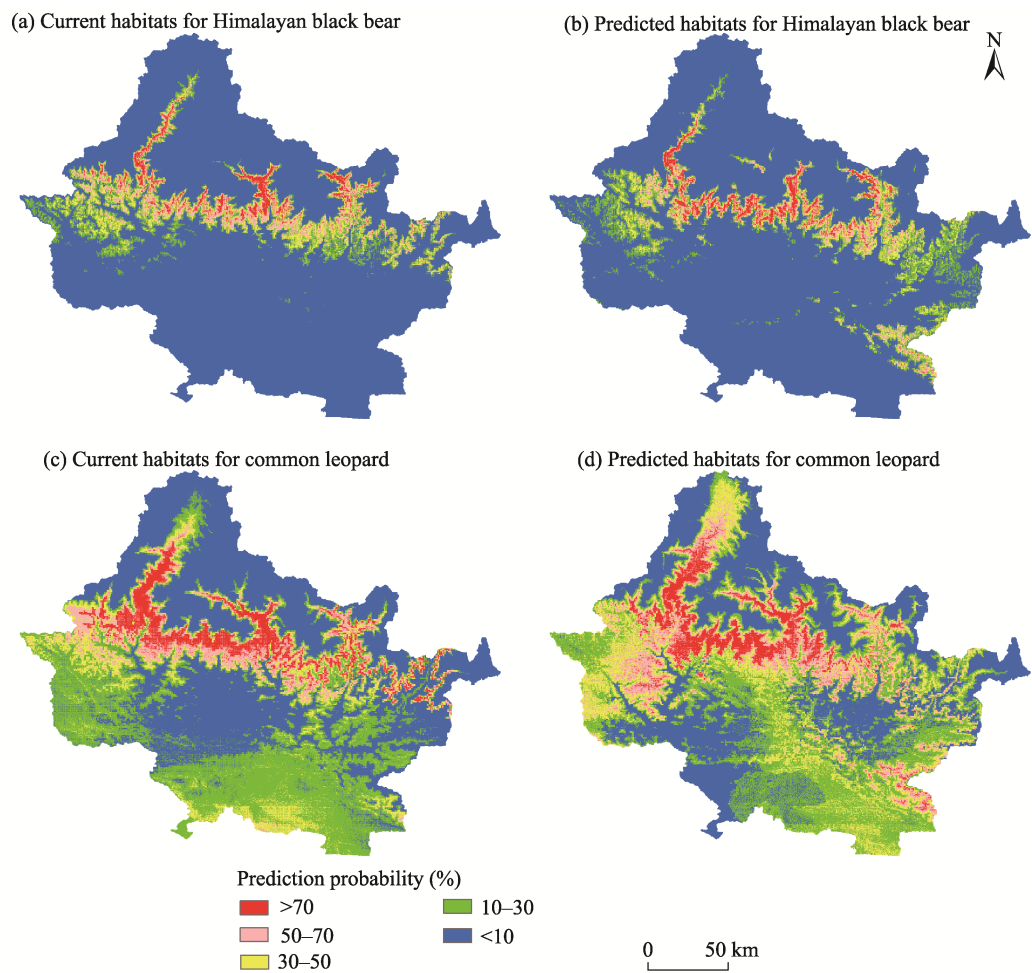 (a) Current habitats for Himalayan black bear
(b) Predicted habitats for Himalayan black bear
N
(c) Current habitats for common leopard
(d) Predicted habitats for common leopard
Prediction probability (%)
>70
10–30
50–70
<10
30–50
0 50 km